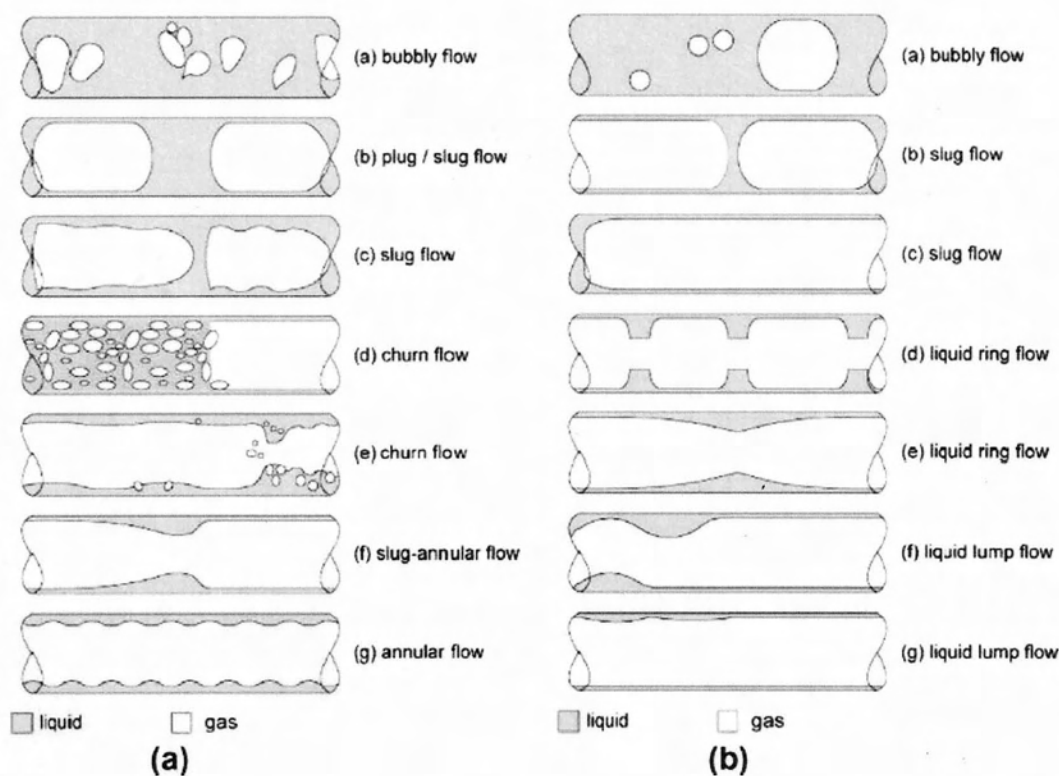 (a) bubbly flow
(b) plug / slug flow
(c) slug flow
(d) churn flow
(e) churn flow
(f) slug-annular flow
(g) annular flow
liquid gas
(a)
(a) bubbly flow
(b) slug flow
(c) slug flow
(d) liquid ring flow
(e) liquid ring flow
(f) liquid lump flow
(g) liquid lump flow
liquid gas
(b)